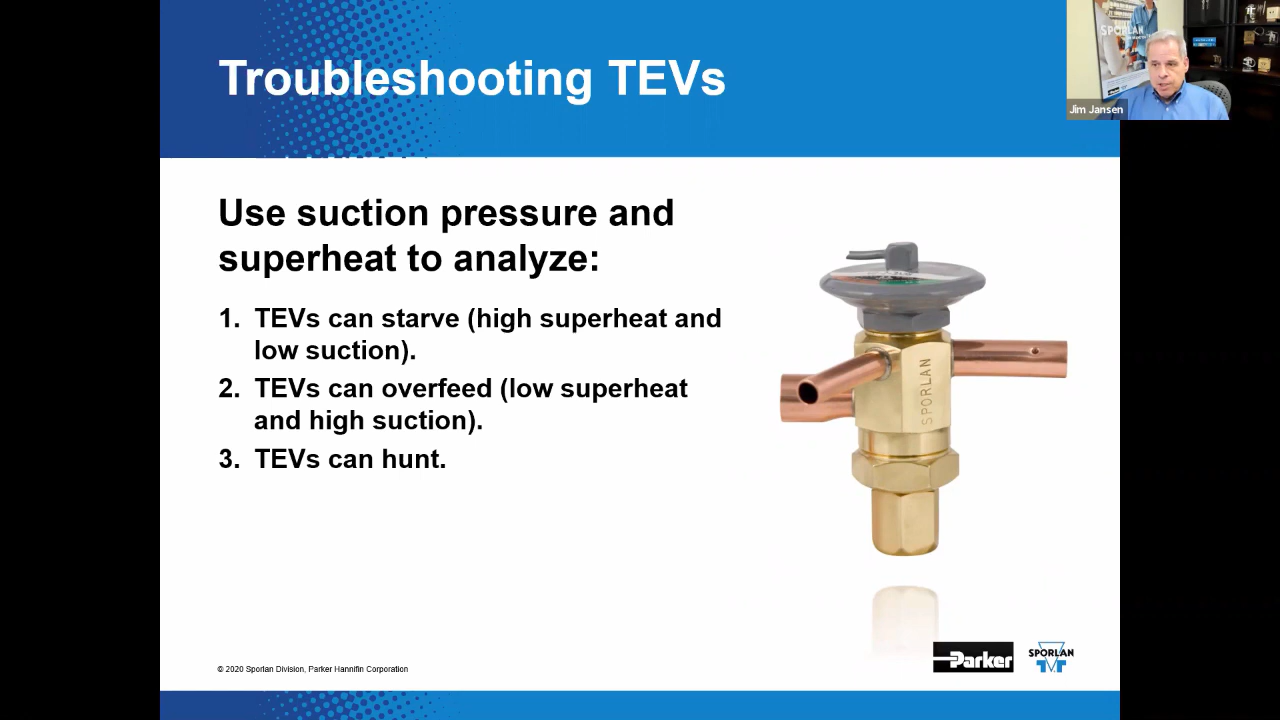 Troubleshooting TEVs
SPORLAN
Jim Jansen
Use suction pressure and
superheat to analyze:
1. TEVs can starve (high superheat and
low suction).
2. TEVs can overfeed (low superheat
and high suction).
3. TEVs can hunt.
SPORLAN
© 2020 Sporlan Division, Parker Hannifin Corporation
Parker
SPORLAN